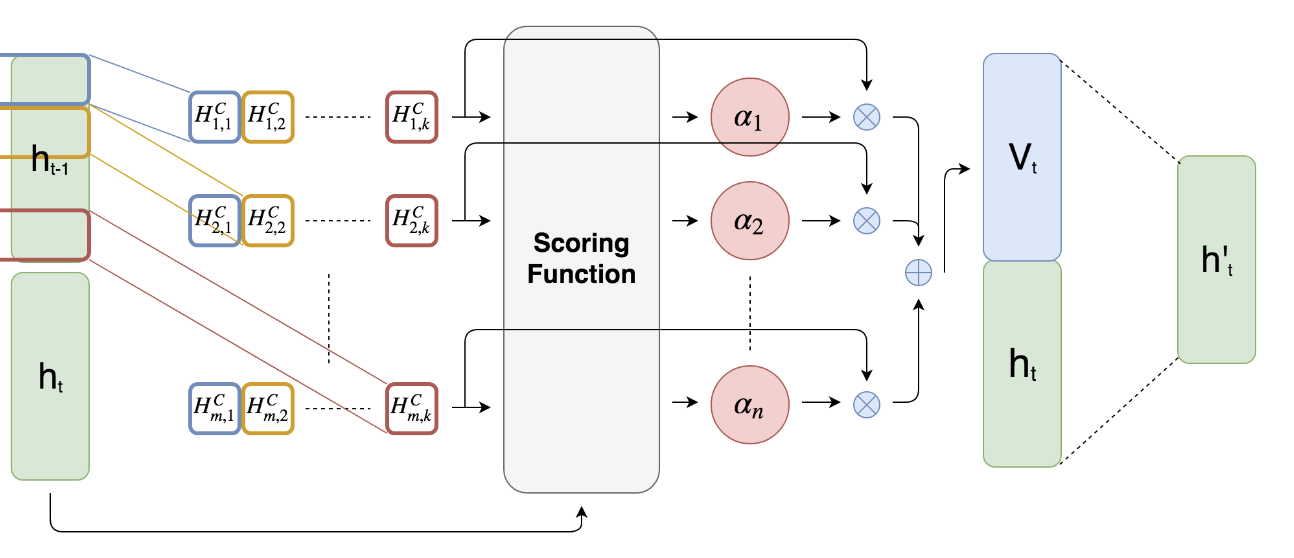 h_{t-1}
h_t
H^C_{1,1} H^C_{1,2} H^C_{1,k}
H^C_{2,1} H^C_{2,2} H^C_{2,k}
H^C_{m,1} H^C_{m,2} H^C_{m,k}
Scoring
Function
α_1
α_2
α_n
V_t
h_t
h'_t